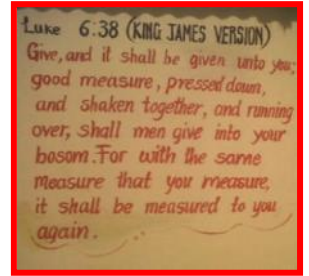 Luke 6:38 (KING JAMES VERSION)
Give, and it shall be given unto you;
good measure, pressed down,
and shaken together, and running
over, shall men give into your
bosom. For with the same
measure that you measure,
it shall be measured to you
again.